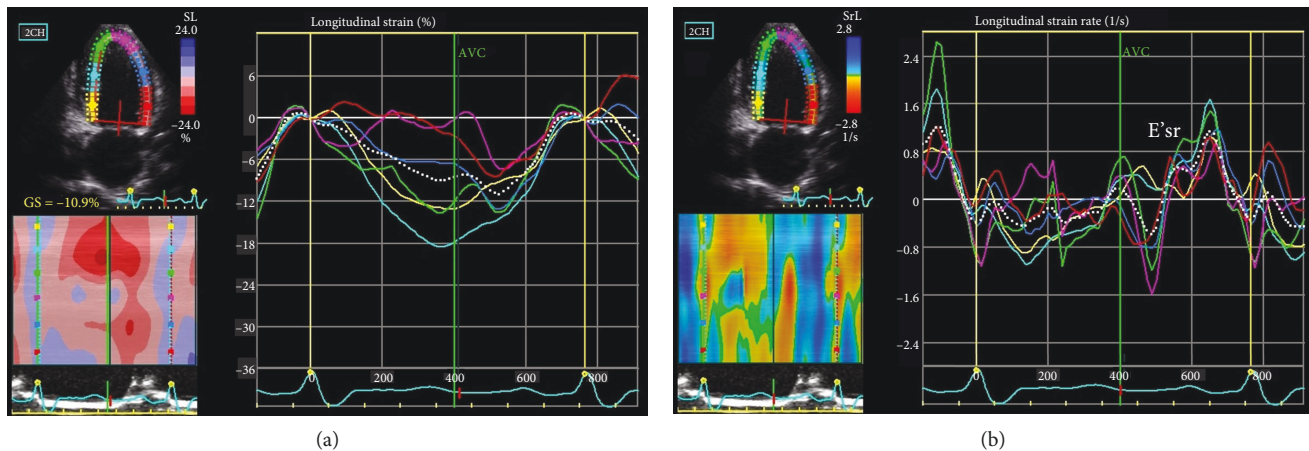 2CH
SL
24.0
−24.0
%
GS = −10.9%
Longitudinal strain (%)
AVC
6
0
−6
−12
−18
−24
−30
−36
0
200
400
600
800
(a)
2CH
SrL
2.8
−2.8
1/s
Longitudinal strain rate (1/s)
AVC
E'sr
2.4
1.6
0.8
0
−0.8
−1.6
−2.4
0
200
400
600
800
(b)